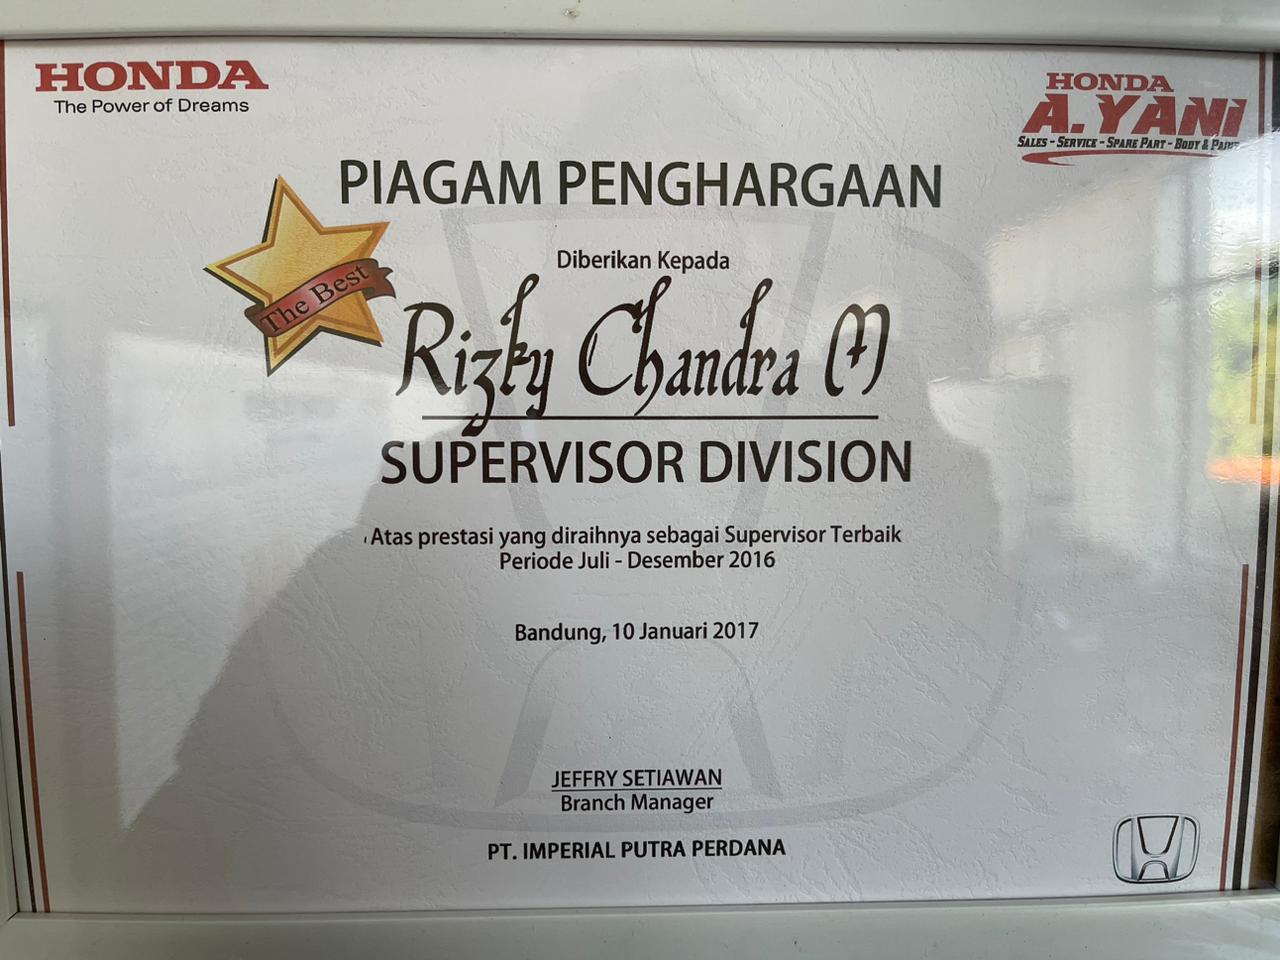 HONDA
The Power of Dreams
HONDA
A.YANI
SALES - SERVICE - SPARE PART - BODY & PAINT
PIAGAM PENGHARGAAN
The Best
Diberikan Kepada
Rizky Chandra M
SUPERVISOR DIVISION
Atas prestasi yang diraihnya sebagai Supervisor Terbaik
Periode Juli - Desember 2016
Bandung, 10 Januari 2017
JEFFRY SETIAWAN
Branch Manager
PT. IMPERIAL PUTRA PERDANA